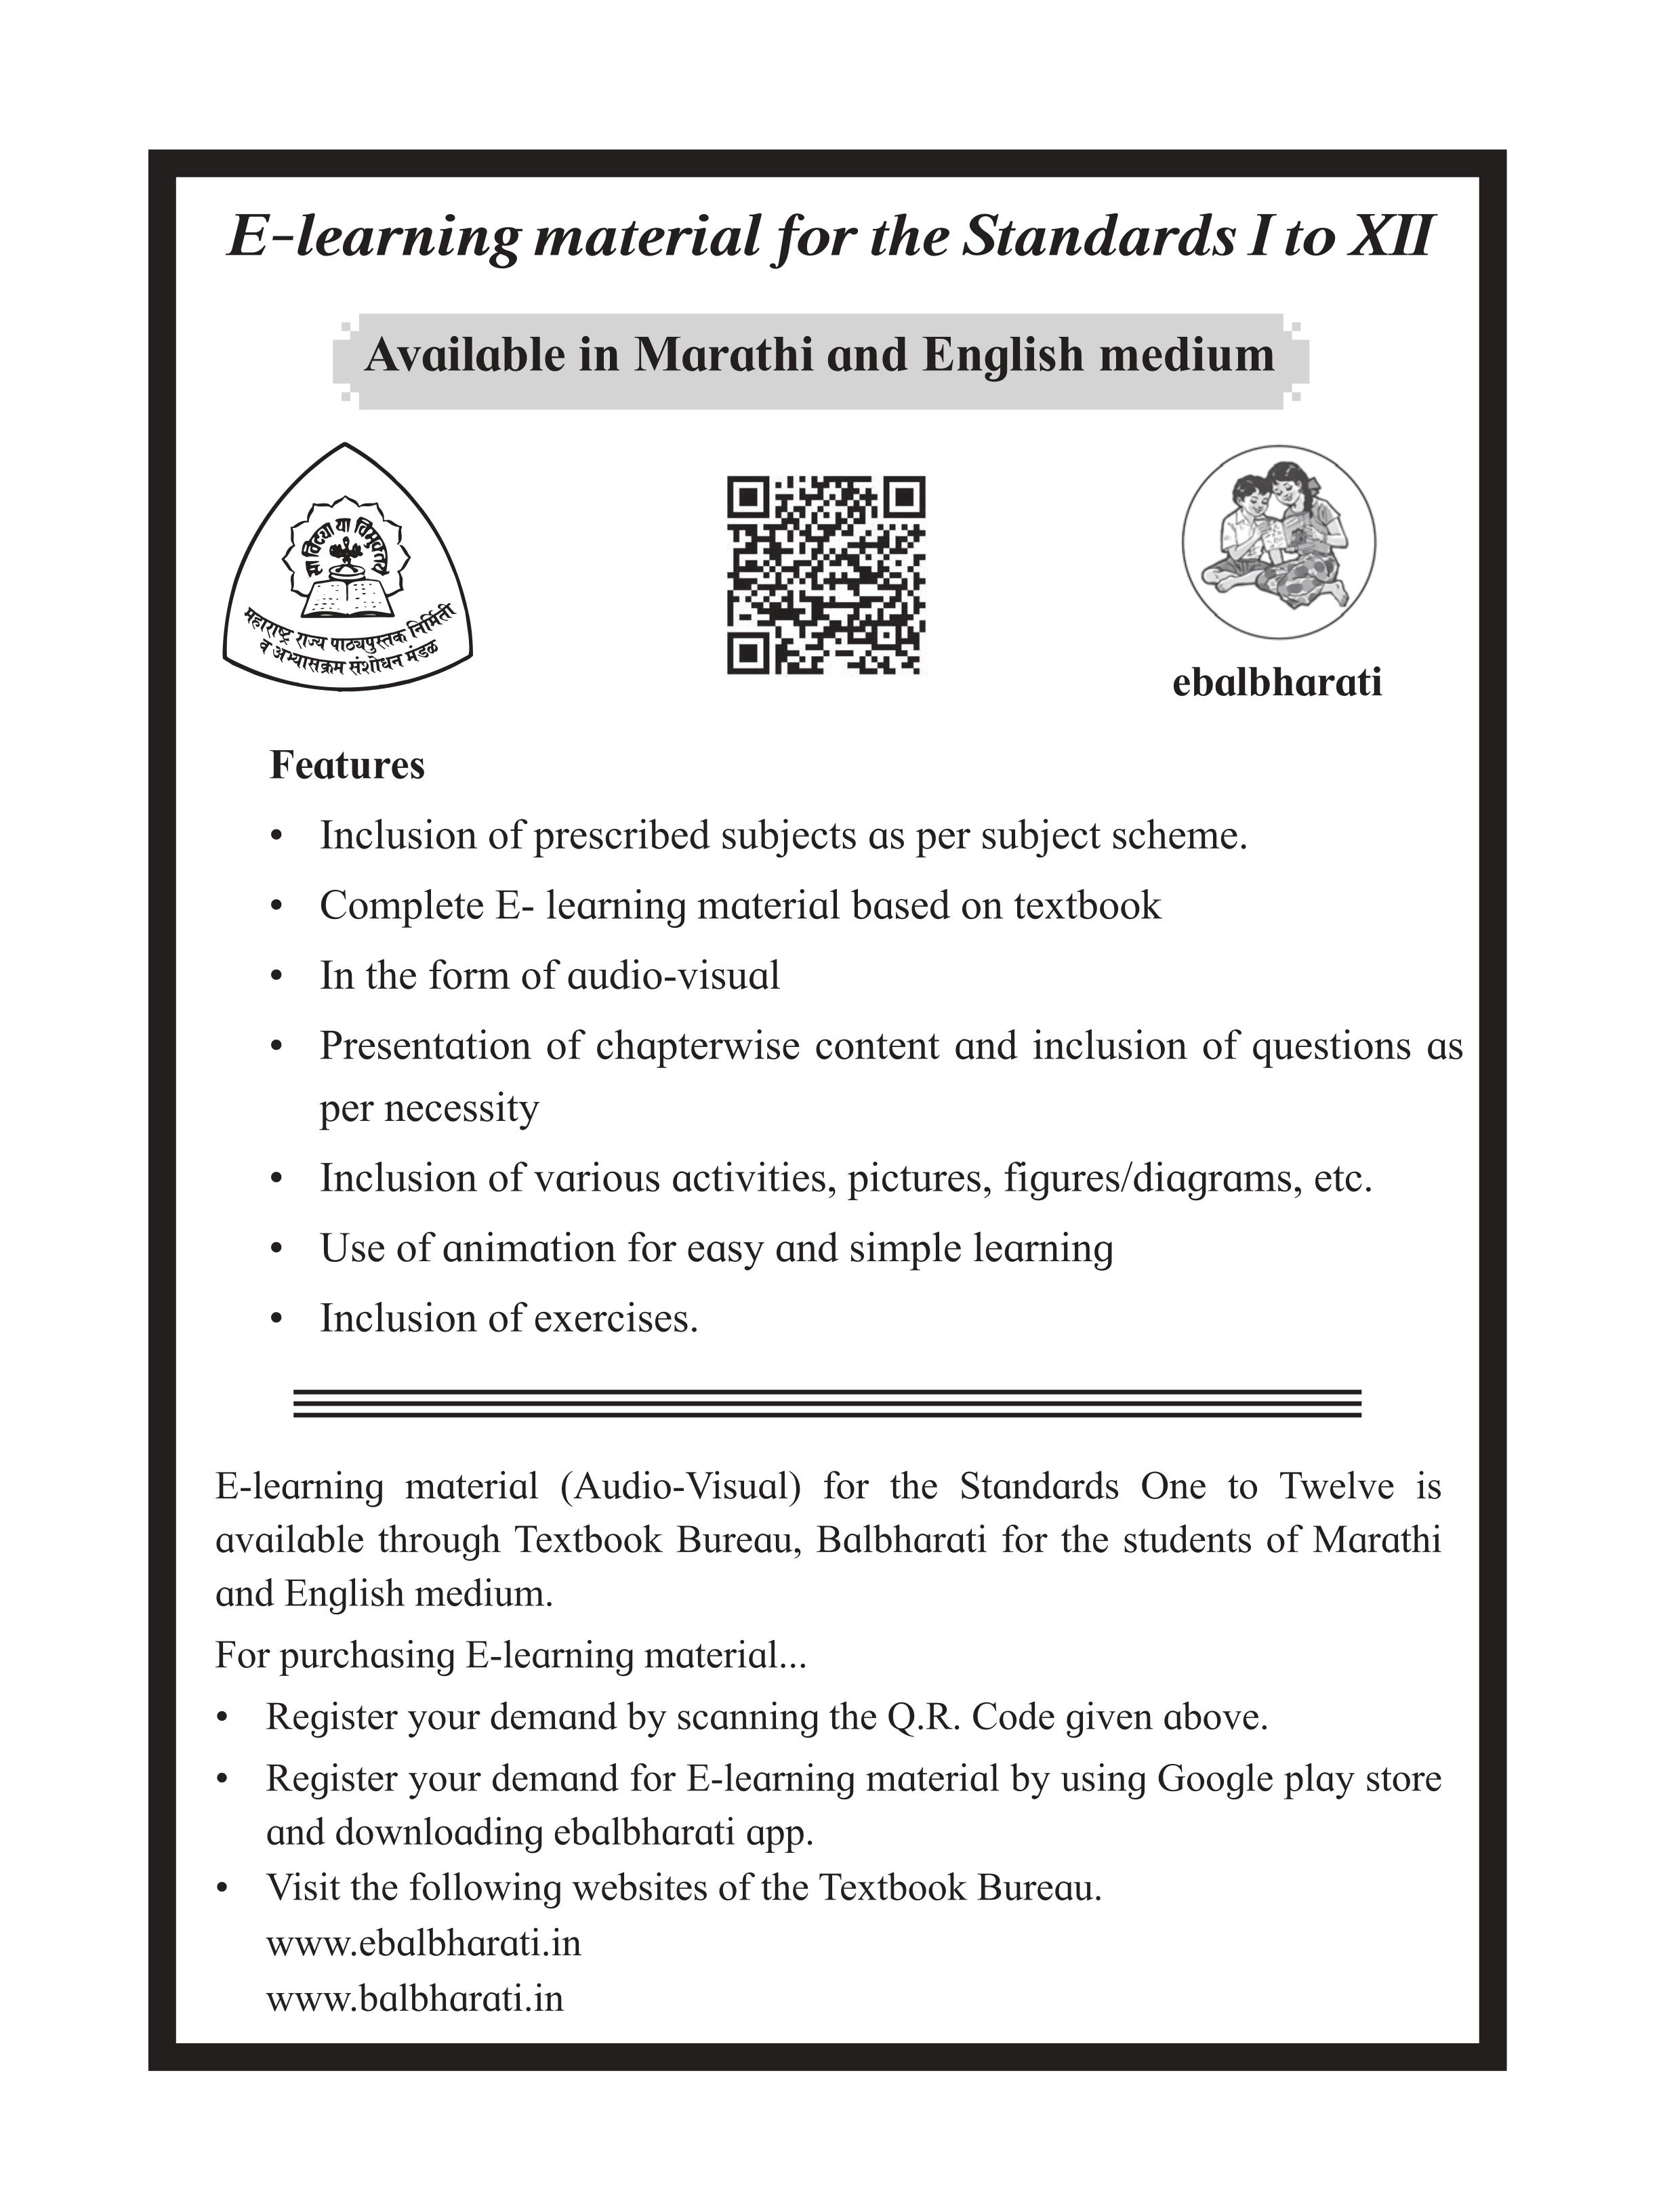 E-learning material for the Standards I to XII
Available in Marathi and English medium
सा विद्या या विमुक्तये
महाराष्ट्र राज्य पाठ्यपुस्तक निर्मिती
व अभ्यासक्रम संशोधन मंडळ
ebalbharati
Features
• Inclusion of prescribed subjects as per subject scheme.
• Complete E- learning material based on textbook
• In the form of audio-visual
• Presentation of chapterwise content and inclusion of questions as
per necessity
• Inclusion of various activities, pictures, figures/diagrams, etc.
• Use of animation for easy and simple learning
• Inclusion of exercises.
E-learning material (Audio-Visual) for the Standards One to Twelve is
available through Textbook Bureau, Balbharati for the students of Marathi
and English medium.
For purchasing E-learning material...
• Register your demand by scanning the Q.R. Code given above.
• Register your demand for E-learning material by using Google play store
and downloading ebalbharati app.
• Visit the following websites of the Textbook Bureau.
www.ebalbharati.in
www.balbharati.in